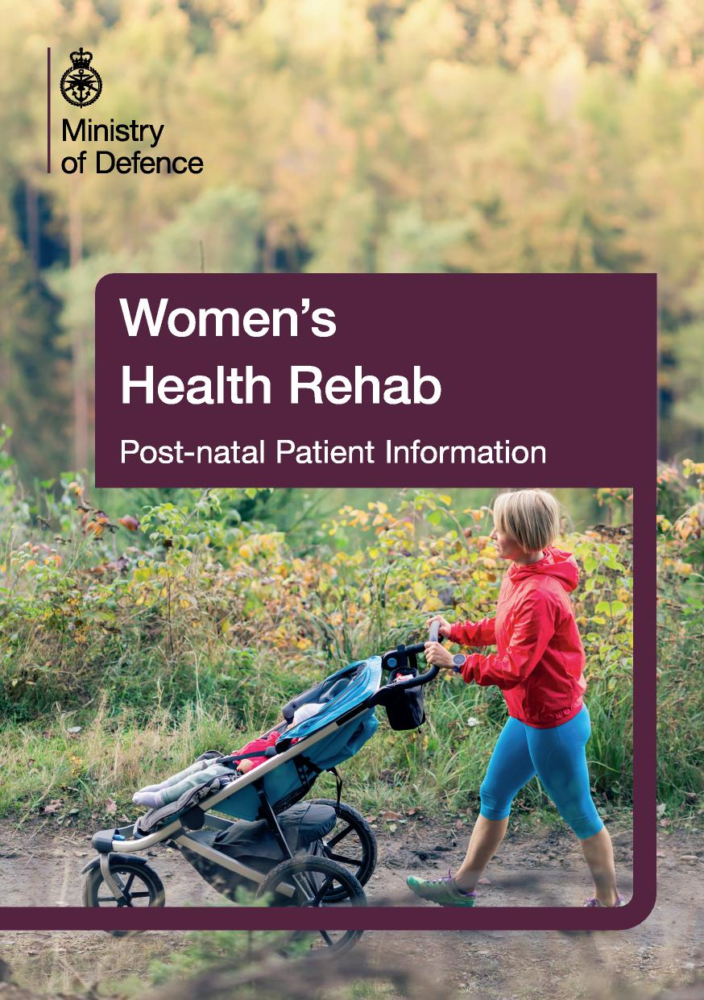 Ministry
of Defence
Women’s
Health Rehab
Post-natal Patient Information